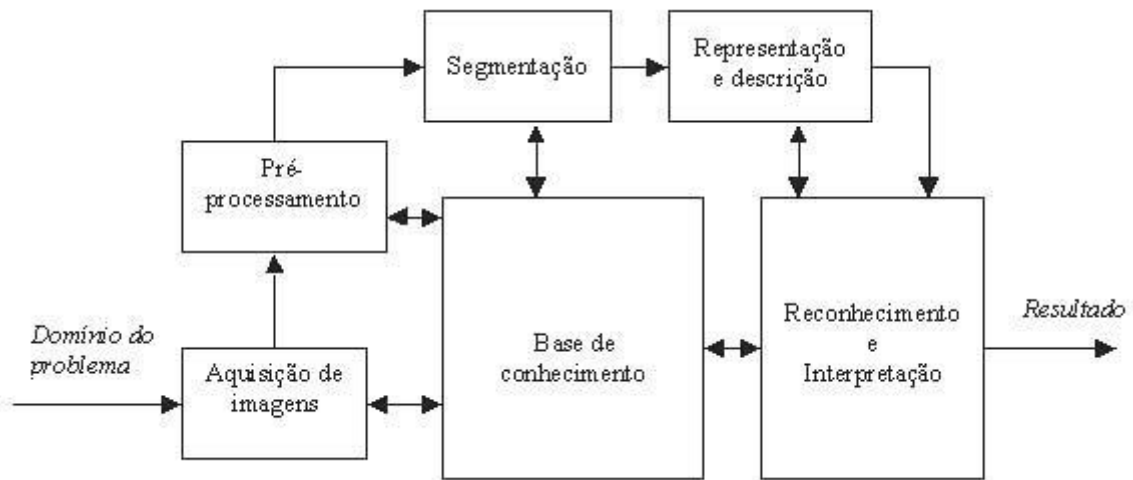 Segmentação
Representação
e descrição
Pré-
processamento
Domínio do
problema
Aquisição de
imagens
Base de
conhecimento
Reconhecimento
e
Interpretação
Resultado